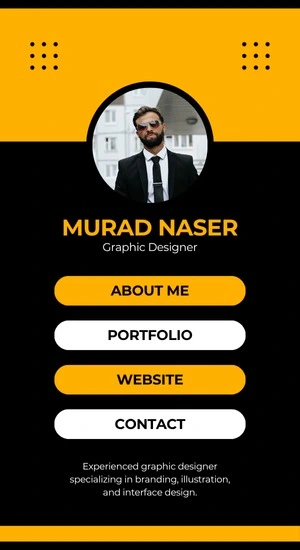 MURAD NASER
Graphic Designer
ABOUT ME
PORTFOLIO
WEBSITE
CONTACT
Experienced graphic designer
specializing in branding, illustration,
and interface design.